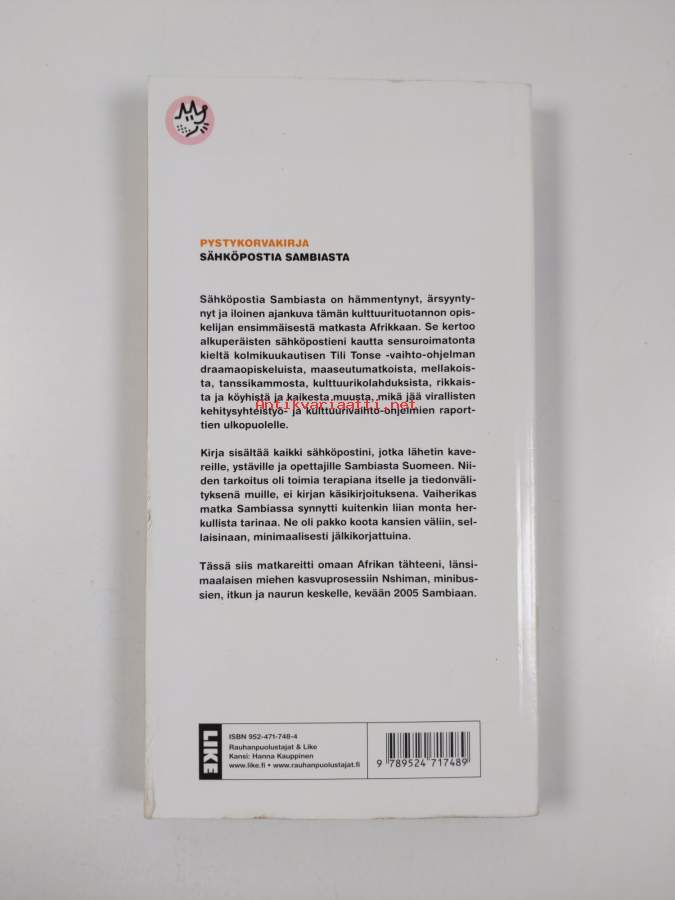 PYSTYKORVAKIRJA
SÄHKÖPOSTIA SAMBIASTA
Sähköpostia Sambiasta on hämmentynyt, ärsyynty-
nyt ja iloinen ajankuva tämän kulttuurituotannon opis-
kelijan ensimmäisestä matkasta Afrikkaan. Se kertoo
alkuperäisten sähköpostieni kautta sensuroimatonta
kieltä kolmikuukautisen Tili Tonse -vaihto-ohjelman
draamaopiskeluista, maaseutumatkoista, mellakois-
ta, tanssikammosta, kulttuurikolahduksista, rikkais-
ta ja köyhistä ja kaikesta muusta, mikä jää virallisten
Antikvariaatti.net
kehitysyhteistyö- ja kulttuurivaihto-ohjelmien raport-
tien ulkopuolelle.
Kirja sisältää kaikki sähköpostini, jotka lähetin kave-
reille, ystäville ja opettajille Sambiasta Suomeen. Nii-
den tarkoitus oli toimia terapiana itselle ja tiedonväli-
tyksenä muille, ei kirjan käsikirjoituksena. Vaiherikas
matka Sambiassa synnytti kuitenkin liian monta her-
kullista tarinaa. Ne oli pakko koota kansien väliin, sel-
laisinaan, minimaalisesti jälkikorjattuina.
Tässä siis matkareitti omaan Afrikan tähteeni, länsi-
maalaisen miehen kasvuprosessiin Nshiman, minibus-
sien, itkun ja naurun keskelle, kevään 2005 Sambiaan.
LIKE
ISBN 952-471-748-4
Rauhanpuolustajat & Like
Kansi: Hanna Kauppinen
www.like.fi • www.rauhanpuolustajat.fi
9 789524 717489